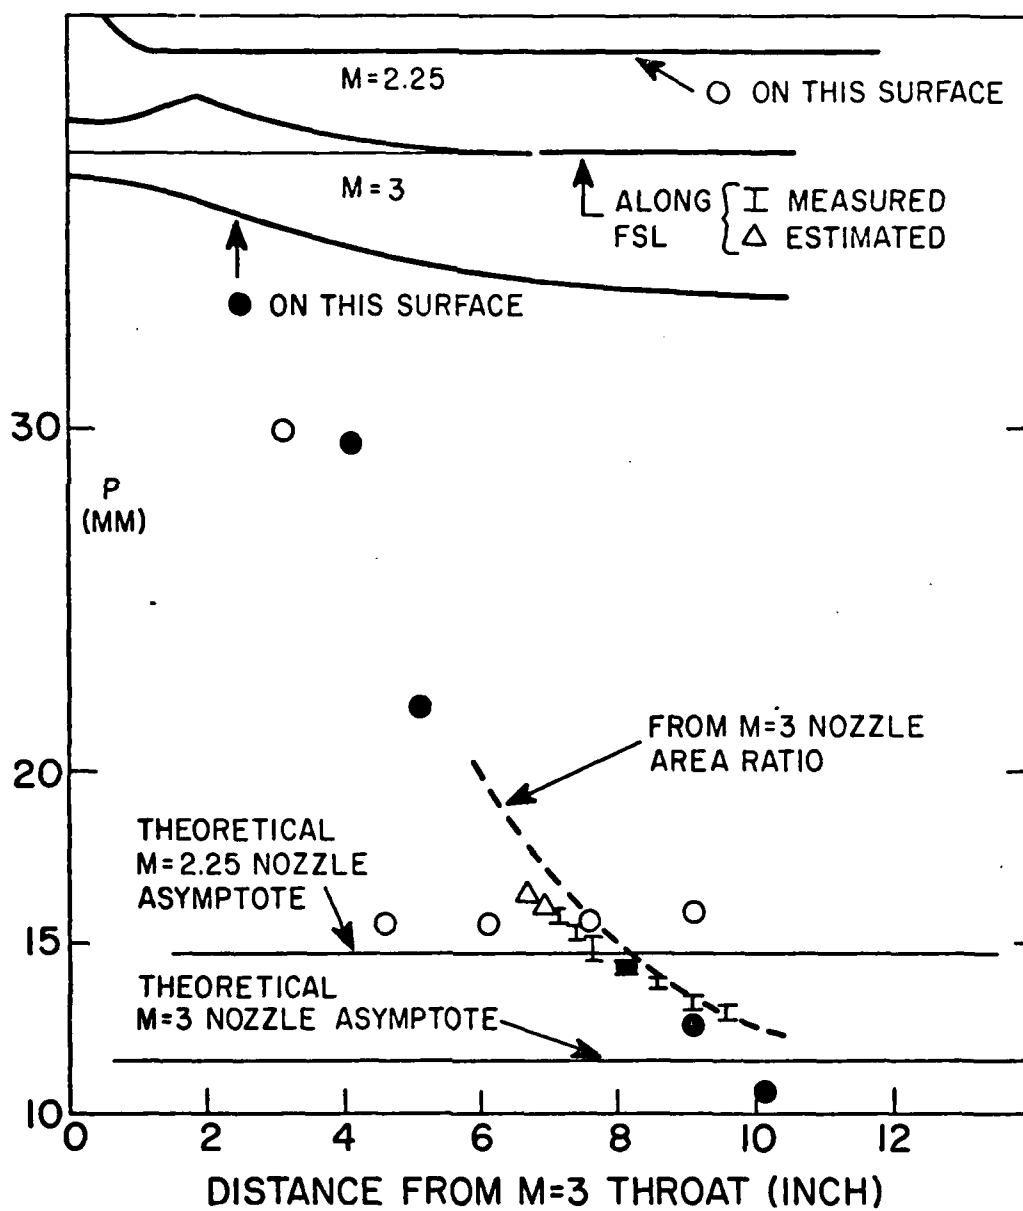 M=2.25
ON THIS SURFACE
M=3
ALONG FSL
I MEASURED
△ ESTIMATED
ON THIS SURFACE
30
P
(MM)
FROM M=3 NOZZLE
AREA RATIO
20
THEORETICAL
M=2.25 NOZZLE
ASYMPTOTE
15
THEORETICAL
M=3 NOZZLE ASYMPTOTE
10
0 2 4 6 8 10 12
DISTANCE FROM M=3 THROAT (INCH)